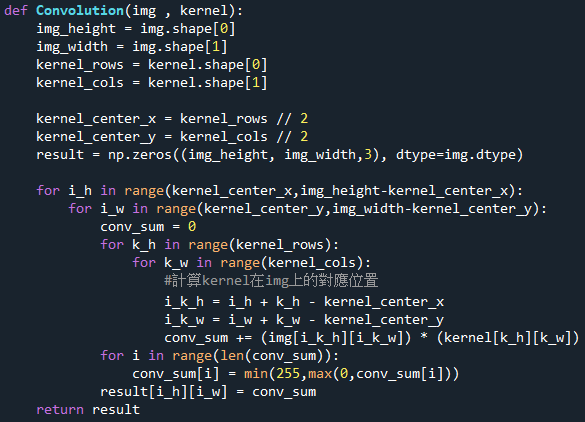 def Convolution(img , kernel):
    img_height = img.shape[0]
    img_width = img.shape[1]
    kernel_rows = kernel.shape[0]
    kernel_cols = kernel.shape[1]

    kernel_center_x = kernel_rows // 2
    kernel_center_y = kernel_cols // 2
    result = np.zeros((img_height, img_width,3), dtype=img.dtype)

    for i_h in range(kernel_center_x,img_height-kernel_center_x):
        for i_w in range(kernel_center_y,img_width-kernel_center_y):
            conv_sum = 0
            for k_h in range(kernel_rows):
                for k_w in range(kernel_cols):
                    #計算kernel在img上的對應位置
                    i_k_h = i_h + k_h - kernel_center_x
                    i_k_w = i_w + k_w - kernel_center_y
                    conv_sum += (img[i_k_h][i_k_w]) * (kernel[k_h][k_w])
            for i in range(len(conv_sum)):
                conv_sum[i] = min(255,max(0,conv_sum[i]))
            result[i_h][i_w] = conv_sum
    return result